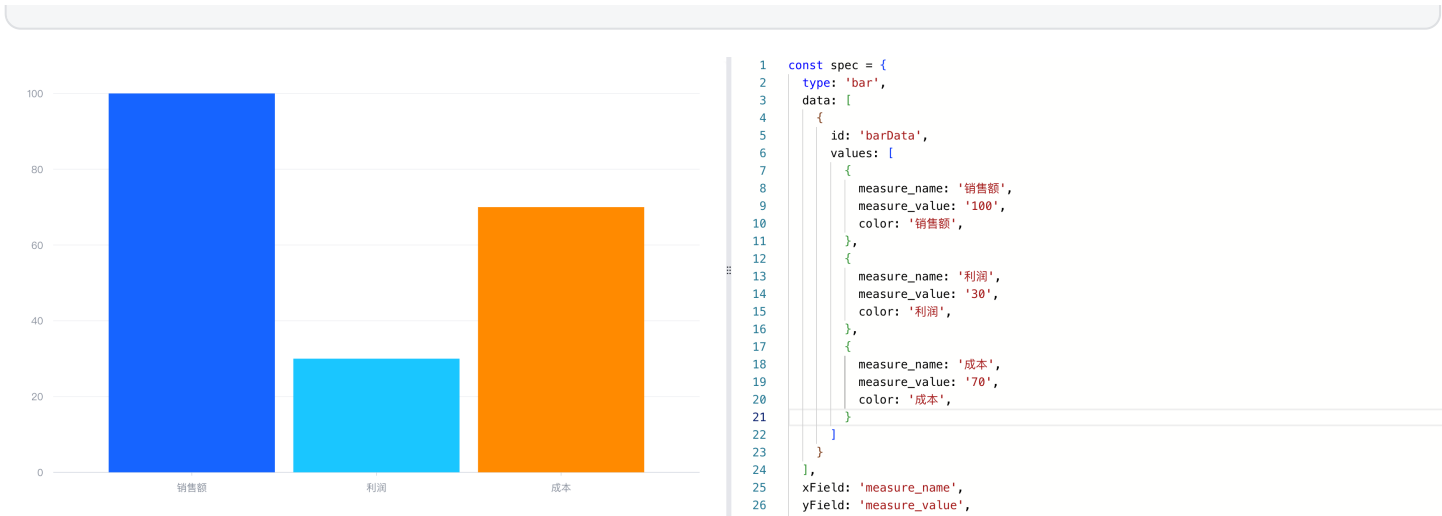 100
80
60
40
20
0
销售额 利润 成本
1 const spec = {
2 type: 'bar',
3 data: [
4 {
5 id: 'barData',
6 values: [
7 {
8 measure_name: '销售额',
9 measure_value: '100',
10 color: '销售额',
11 },
12 {
13 measure_name: '利润',
14 measure_value: '30',
15 color: '利润',
16 },
17 {
18 measure_name: '成本',
19 measure_value: '70',
20 color: '成本',
21 }
22 ]
23 }
24 ],
25 xField: 'measure_name',
26 yField: 'measure_value',